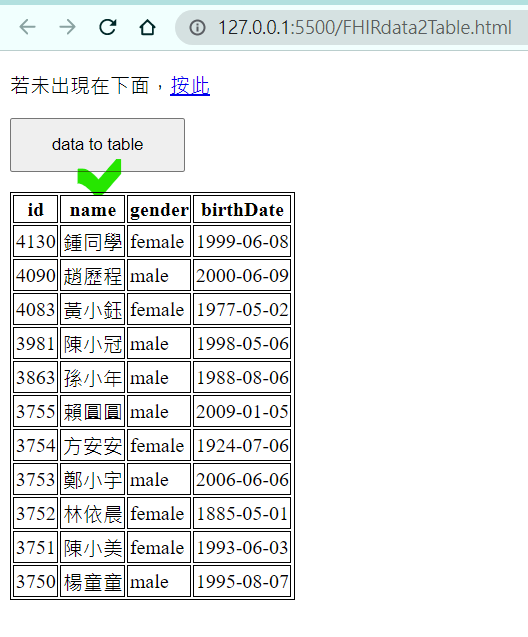 127.0.0.1:5500/FHIRdata2Table.html
若未出現在下面，按此
data to table
id name gender birthDate
4130 鍾同學 female 1999-06-08
4090 趙歷程 male 2000-06-09
4083 黃小鈺 female 1977-05-02
3981 陳小冠 male 1998-05-06
3863 孫小年 male 1988-08-06
3755 賴圓圓 male 2009-01-05
3754 方安安 female 1924-07-06
3753 鄭小宇 male 2006-06-06
3752 林依晨 female 1885-05-01
3751 陳小美 female 1993-06-03
3750 楊童童 male 1995-08-07